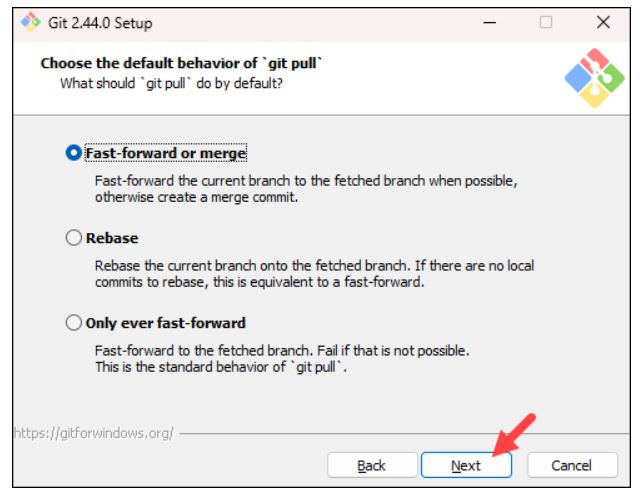 Git 2.44.0 Setup
Choose the default behavior of `git pull`
What should `git pull` do by default?
Fast-forward or merge
Fast-forward the current branch to the fetched branch when possible,
otherwise create a merge commit.
Rebase
Rebase the current branch onto the fetched branch. If there are no local
commits to rebase, this is equivalent to a fast-forward.
Only ever fast-forward
Fast-forward to the fetched branch. Fail if that is not possible.
This is the standard behavior of `git pull`.
https://gitforwindows.org/
Back Next Cancel